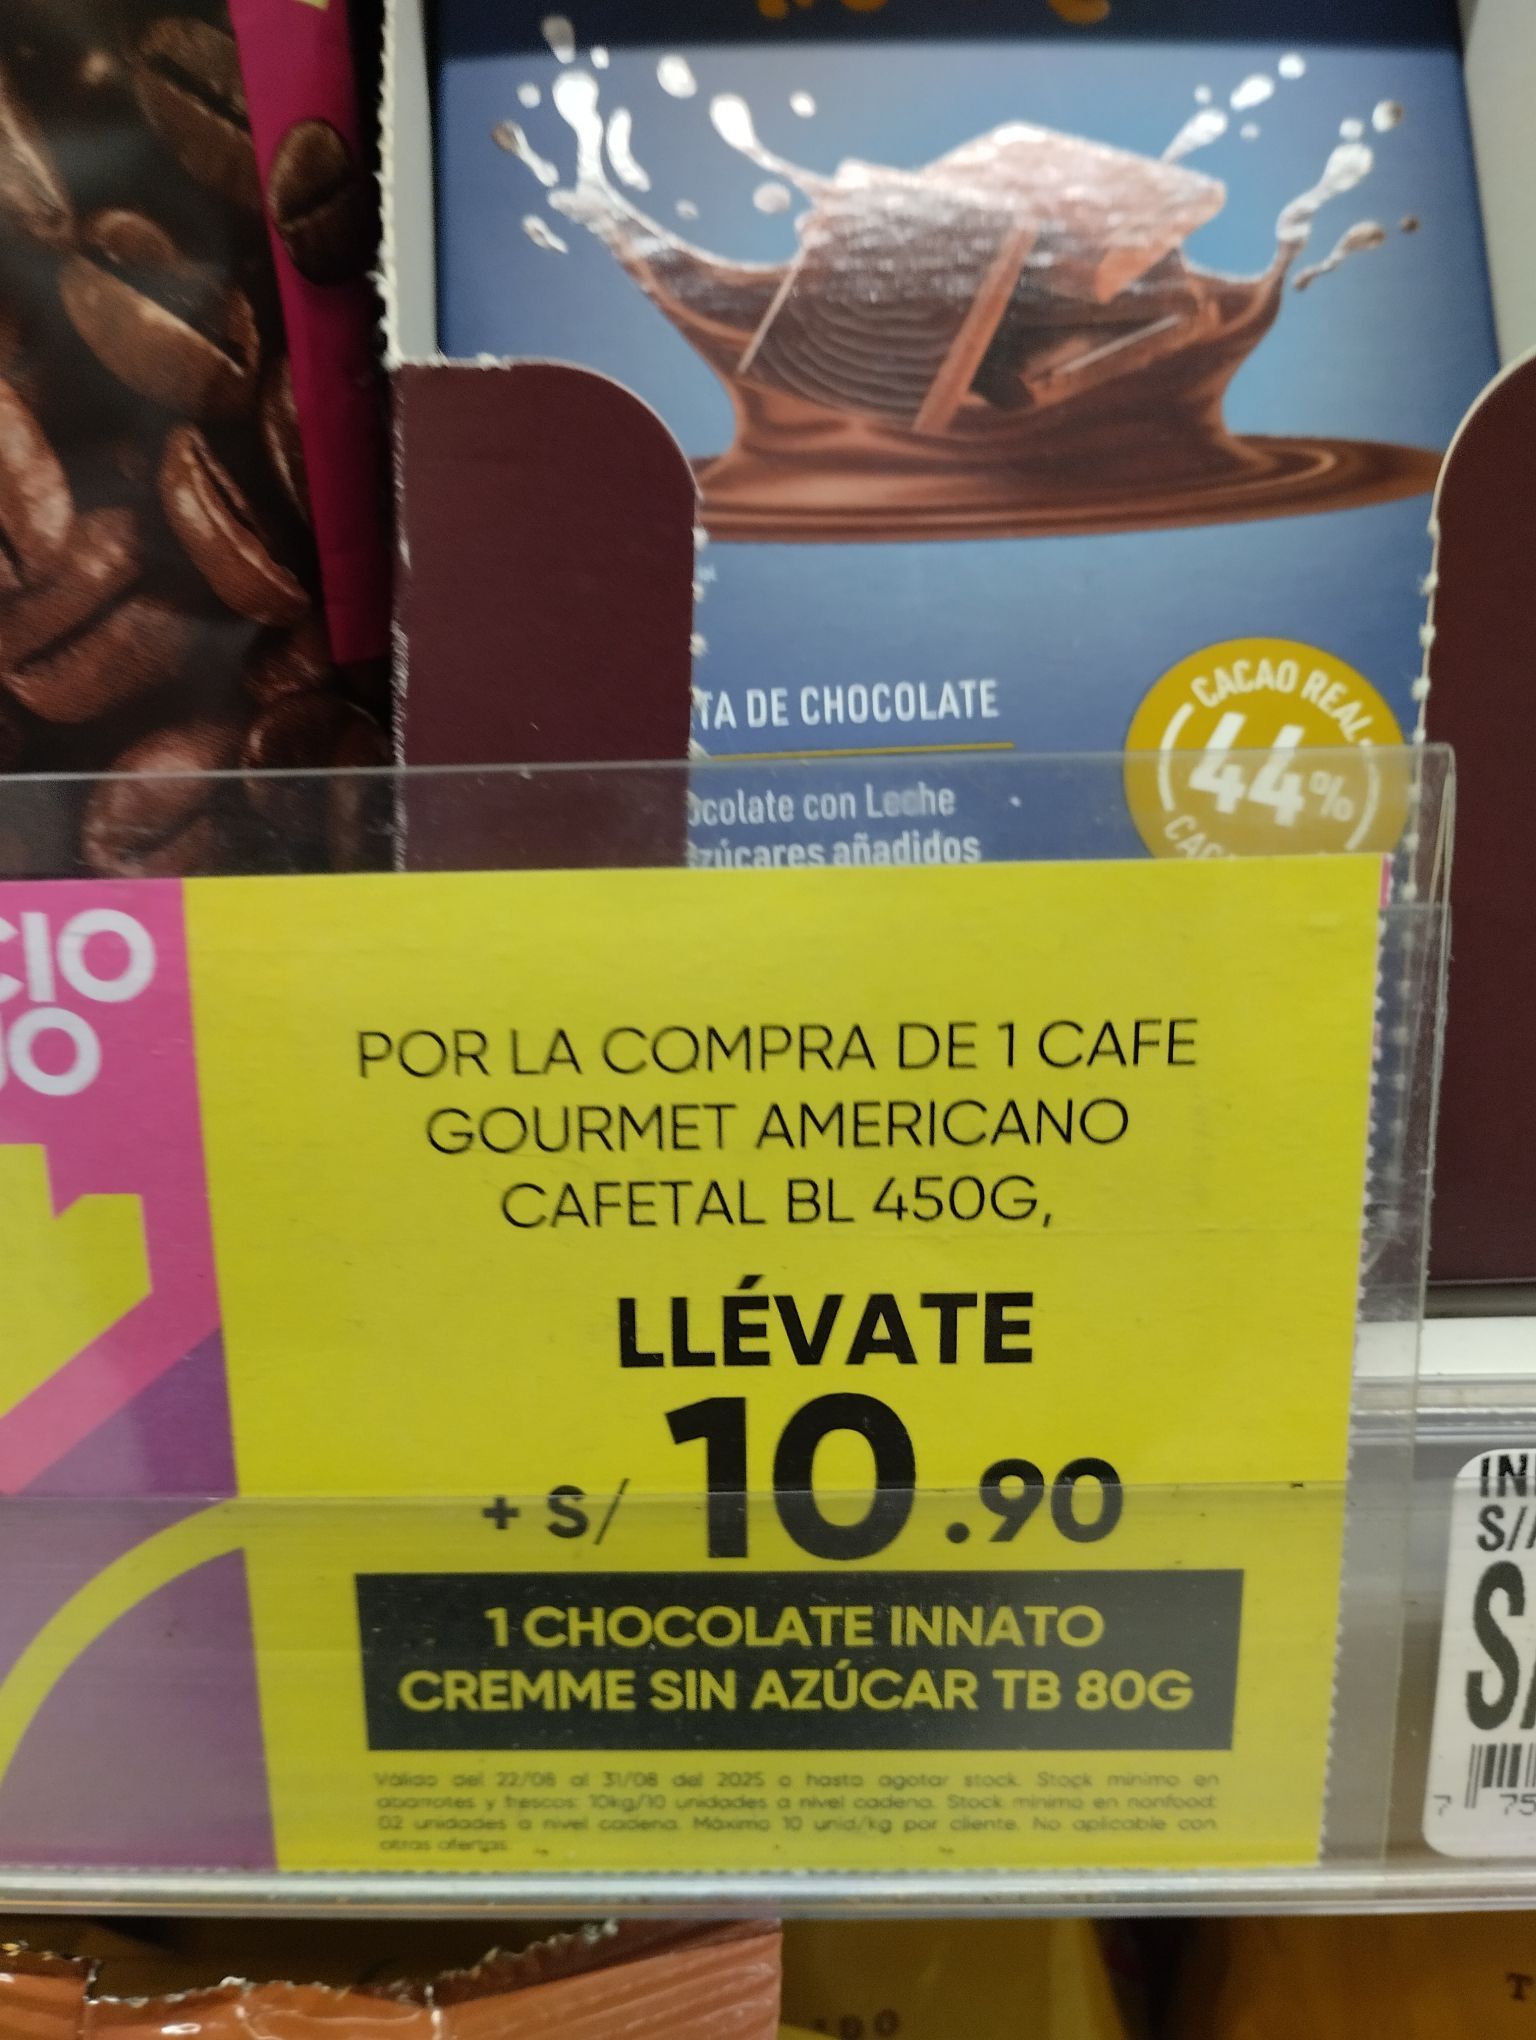 TA DE CHOCOLATE
CACAO REAL
44%
colate con Leche
zúcares añadidos
CIO
JO
POR LA COMPRA DE 1 CAFE
GOURMET AMERICANO
CAFETAL BL 450G,
LLÉVATE
+ S/ 10.90
1 CHOCOLATE INNATO
CREMME SIN AZÚCAR TB 80G
Válido del 22/08 al 31/08 del 2025 o hasta agotar stock. Stock mínimo en
abarrotes y frescos: 10kg/10 unidades a nivel cadena. Stock mínimo en nonfood:
02 unidades a nivel cadena. Máximo 10 unid/kg por cliente. No aplicable con
otras ofertas.
S/
7 75